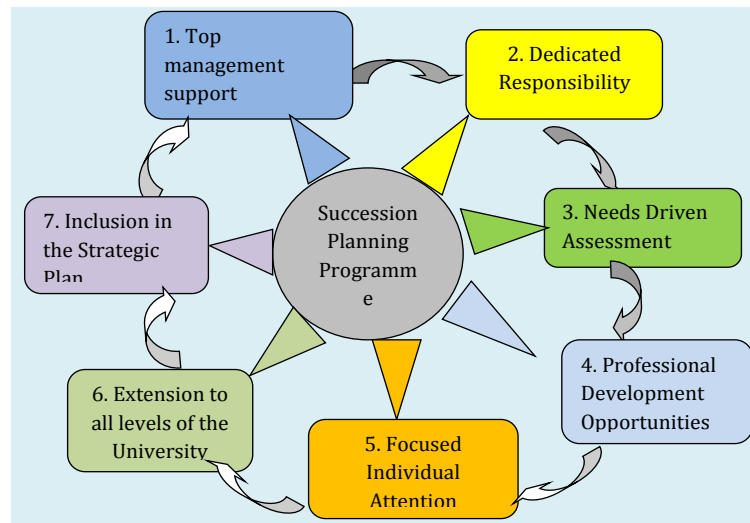 1. Top
management
support
2. Dedicated
Responsibility
3. Needs Driven
Assessment
4. Professional
Development
Opportunities
5. Focused
Individual
Attention
6. Extension to
all levels of the
University
7. Inclusion in
the Strategic
Plan
Succession
Planning
Programm
e